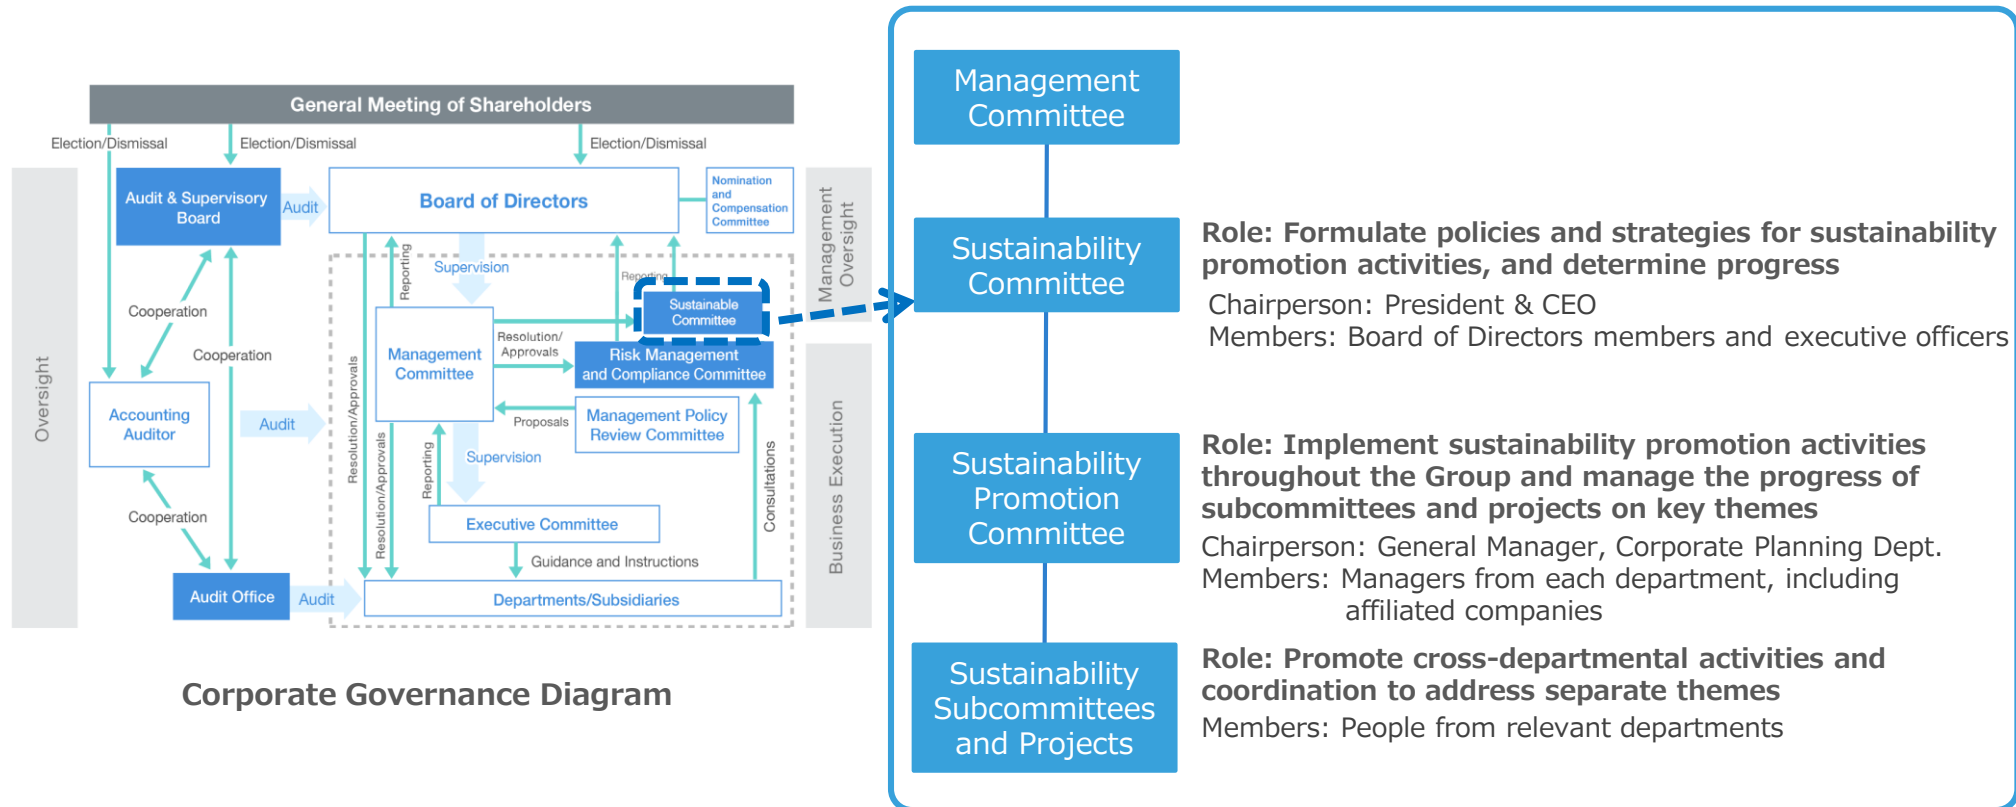 General Meeting of Shareholders
Election/Dismissal
Election/Dismissal
Election/Dismissal
Oversight
Audit & Supervisory
Board
Audit
Board of Directors
Nomination
and
Compensation
Committee
Management
Oversight
Reporting
Supervision
Reporting
Sustainable
Committee
Cooperation
Cooperation
Resolution/
Approvals
Management
Committee
Risk Management
and Compliance Committee
Accounting
Auditor
Audit
Resolution/Approvals
Resolution/Approvals
Proposals
Management Policy
Review Committee
Reporting
Supervision
Consultations
Business Execution
Cooperation
Executive Committee
Guidance and Instructions
Audit Office
Audit
Departments/Subsidiaries
Corporate Governance Diagram
Management
Committee
Sustainability
Committee
Role: Formulate policies and strategies for sustainability
promotion activities, and determine progress
Chairperson: President & CEO
Members: Board of Directors members and executive officers
Sustainability
Promotion
Committee
Role: Implement sustainability promotion activities
throughout the Group and manage the progress of
subcommittees and projects on key themes
Chairperson: General Manager, Corporate Planning Dept.
Members: Managers from each department, including
affiliated companies
Sustainability
Subcommittees
and Projects
Role: Promote cross-departmental activities and
coordination to address separate themes
Members: People from relevant departments